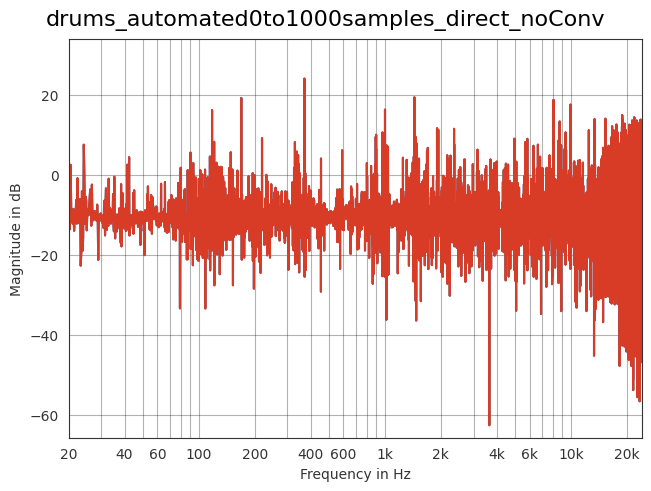 drums_automated0to1000samples_direct_noConv
20
0
−20
−40
−60
Magnitude in dB
20 40 60 100 200 400 600 1k 2k 4k 6k 10k 20k
Frequency in Hz